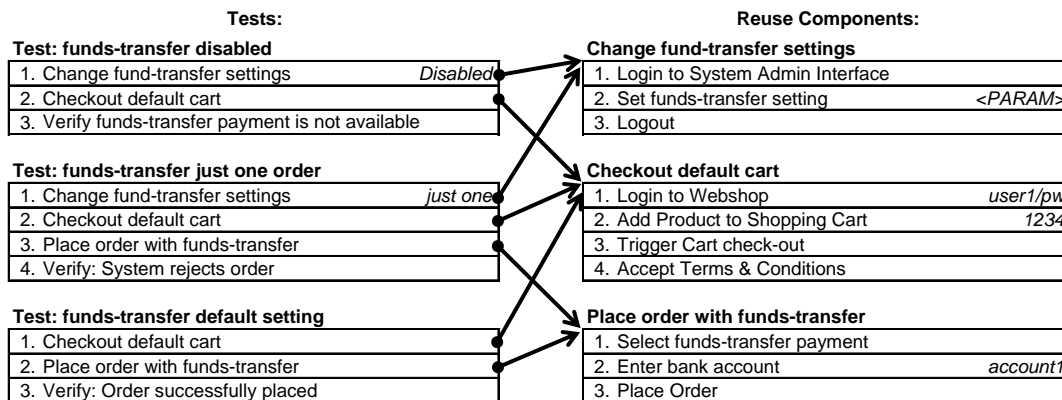 Tests:
Test: funds-transfer disabled
1. Change fund-transfer settings Disabled
2. Checkout default cart
3. Verify funds-transfer payment is not available
Test: funds-transfer just one order
1. Change fund-transfer settings just one
2. Checkout default cart
3. Place order with funds-transfer
4. Verify: System rejects order
Test: funds-transfer default setting
1. Checkout default cart
2. Place order with funds-transfer
3. Verify: Order successfully placed
Reuse Components:
Change fund-transfer settings
1. Login to System Admin Interface
2. Set funds-transfer setting <PARAM>
3. Logout
Checkout default cart
1. Login to Webshop user1/pw
2. Add Product to Shopping Cart 1234
3. Trigger Cart check-out
4. Accept Terms & Conditions
Place order with funds-transfer
1. Select funds-transfer payment
2. Enter bank account account1
3. Place Order